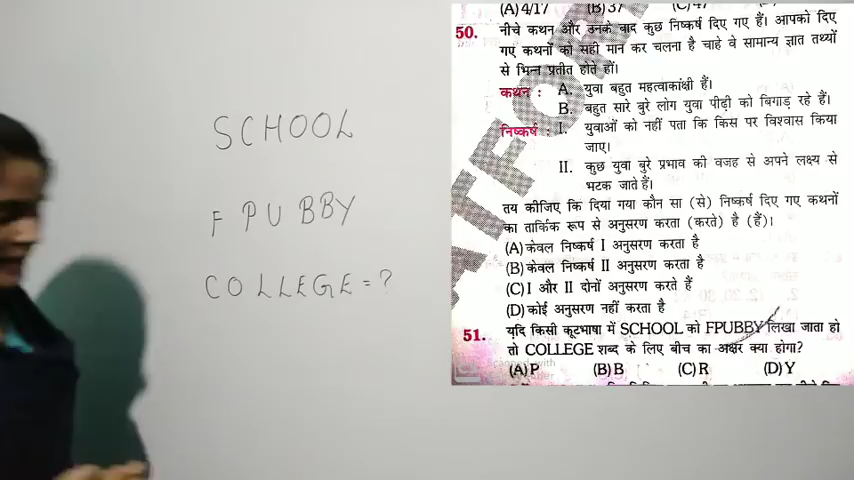 SCHOOL
F PUBBY
COLLEGE = ?
(A) 4/17 (B) 37
50. नीचे कथन और उनके बाद कुछ निष्कर्ष दिए गए हैं। आपको दिए
गए कथनों को सही मान कर चलना है चाहे वे सामान्य ज्ञात तथ्यों
से भिन्न प्रतीत होते हों।
कथन : A. युवा बहुत महत्वाकांक्षी हैं।
B. बहुत सारे बुरे लोग युवा पीढ़ी को बिगाड़ रहे हैं।
निष्कर्ष : I. युवाओं को नहीं पता कि किस पर विश्वास किया
जाए।
II. कुछ युवा बुरे प्रभाव की वजह से अपने लक्ष्य से
भटक जाते हैं।
तय कीजिए कि दिया गया कौन सा (से) निष्कर्ष दिए गए कथनों
का तार्किक रूप से अनुसरण करता (करते) है (हैं)।
(A) केवल निष्कर्ष I अनुसरण करता है
(B) केवल निष्कर्ष II अनुसरण करता है
(C) I और II दोनों अनुसरण करते हैं
(D) कोई अनुसरण नहीं करता है
51. यदि किसी कूटभाषा में SCHOOL को FPUBBY लिखा जाता हो
तो COLLEGE शब्द के लिए बीच का अक्षर क्या होगा?
(A) P (B) B (C) R (D) Y